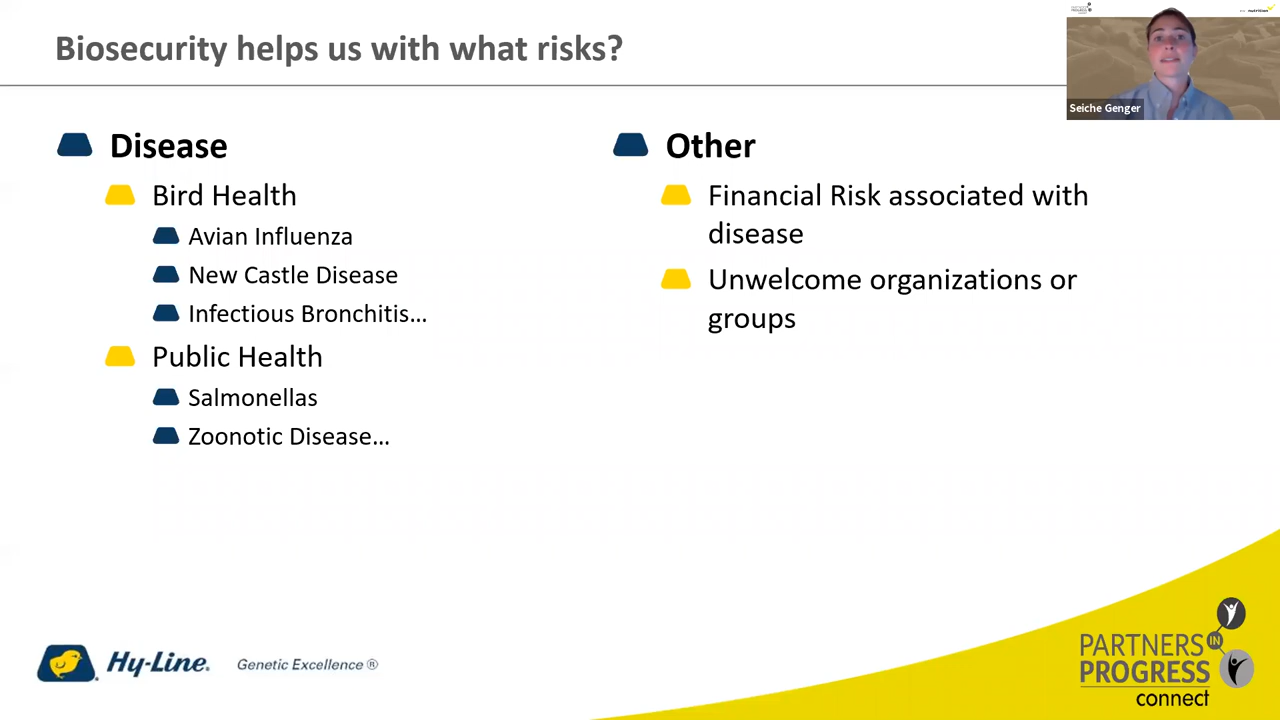 Biosecurity helps us with what risks?
Seiche Genger
Disease
Bird Health
Avian Influenza
New Castle Disease
Infectious Bronchitis...
Public Health
Salmonellas
Zoonotic Disease...
Other
Financial Risk associated with
disease
Unwelcome organizations or
groups
Hy-Line®
Genetic Excellence ®
PARTNERS IN
PROGRESS
connect